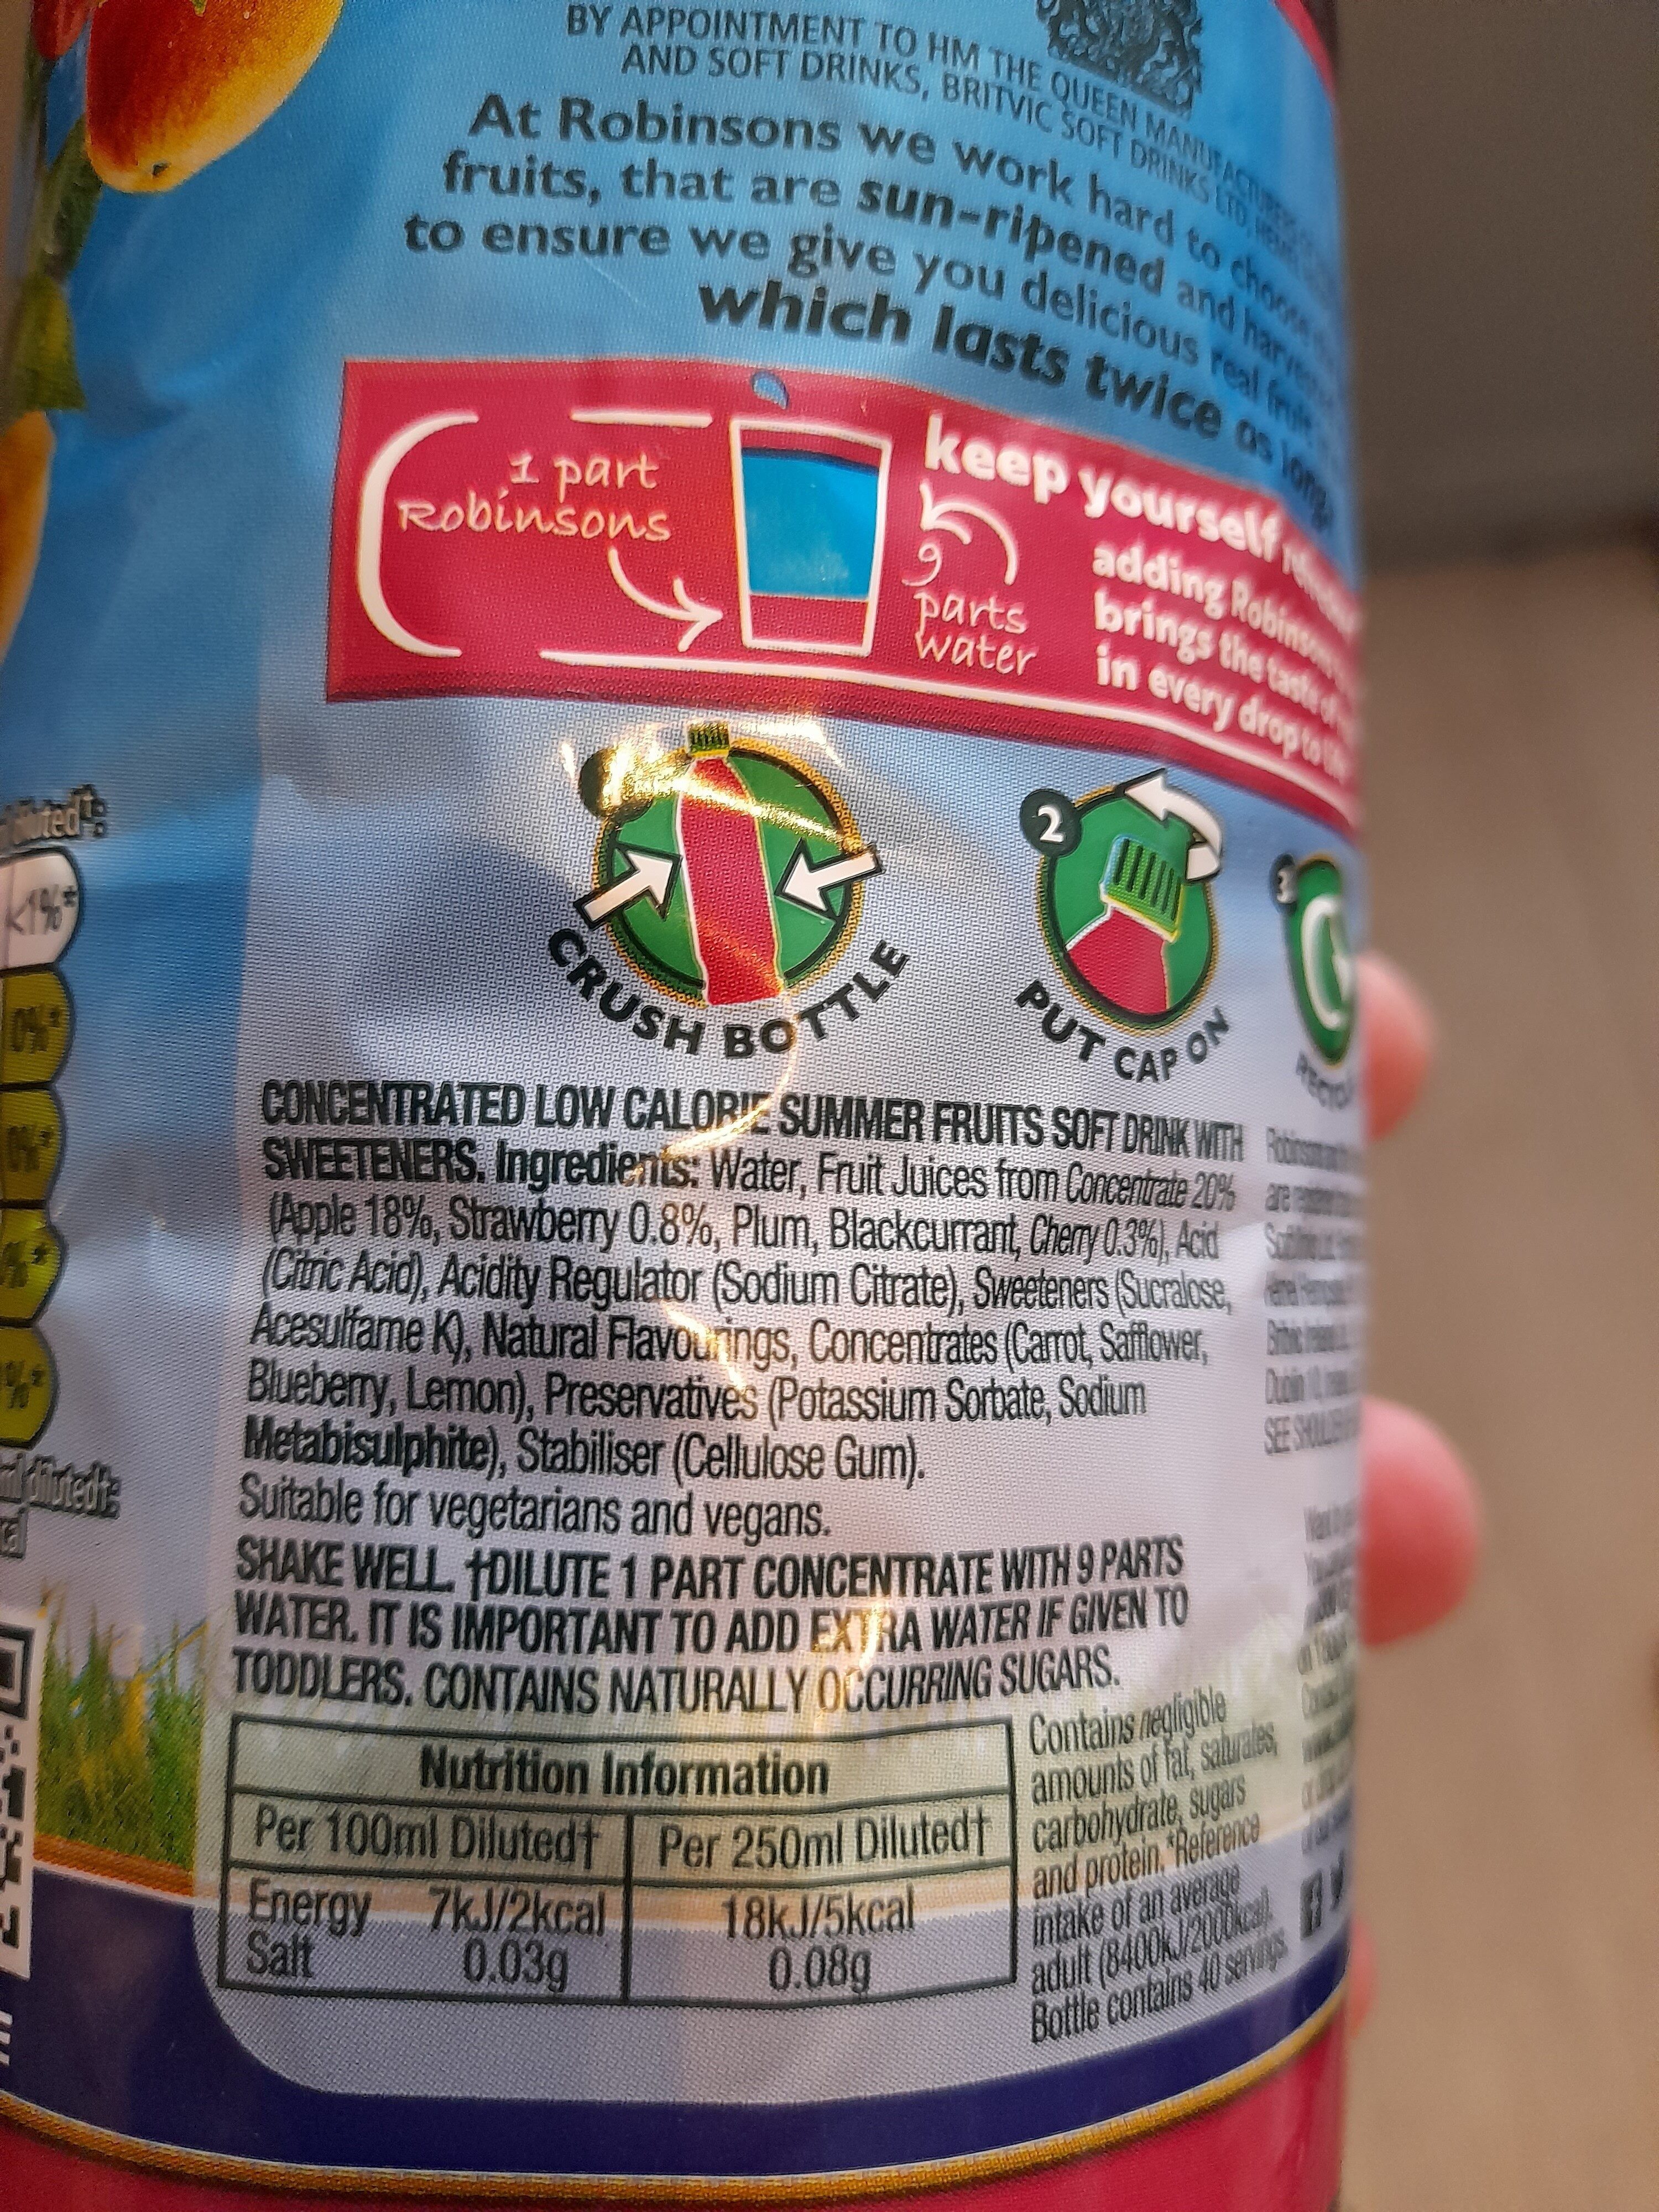 BY APPOINTMENT TO HM THE QUEEN MANUFACTURERS
AND SOFT DRINKS, BRITVIC SOFT DRINKS LTD,
At Robinsons we work hard to choose
fruits, that are sun-ripened and
to ensure we give you delicious real fruit
which lasts twice as long
1 part
Robinsons
9
parts
water
keep yourself
adding Robinsons
brings the taste of
in every drop to
2
3
CRUSH BOTTLE
PUT CAP ON
diluted†:
<1%*
0%*
0%*
%*
%*
ml diluted†:
CONCENTRATED LOW CALORIE SUMMER FRUITS SOFT DRINK WITH
SWEETENERS. Ingredients: Water, Fruit Juices from Concentrate 20%
(Apple 18%, Strawberry 0.8%, Plum, Blackcurrant, Cherry 0.3%), Acid
(Citric Acid), Acidity Regulator (Sodium Citrate), Sweeteners (Sucralose,
Acesulfame K), Natural Flavourings, Concentrates (Carrot, Safflower,
Blueberry, Lemon), Preservatives (Potassium Sorbate, Sodium
Metabisulphite), Stabiliser (Cellulose Gum).
Suitable for vegetarians and vegans.
SHAKE WELL. †DILUTE 1 PART CONCENTRATE WITH 9 PARTS
WATER. IT IS IMPORTANT TO ADD EXTRA WATER IF GIVEN TO
TODDLERS. CONTAINS NATURALLY OCCURRING SUGARS.
Nutrition Information
Per 100ml Diluted† Per 250ml Diluted†
Energy 7kJ/2kcal 18kJ/5kcal
Salt 0.03g 0.08g
Contains negligible
amounts of fat, saturates,
carbohydrate, sugars
and protein. *Reference
intake of an average
adult (8400kJ/2000kcal).
Bottle contains 40 servings.